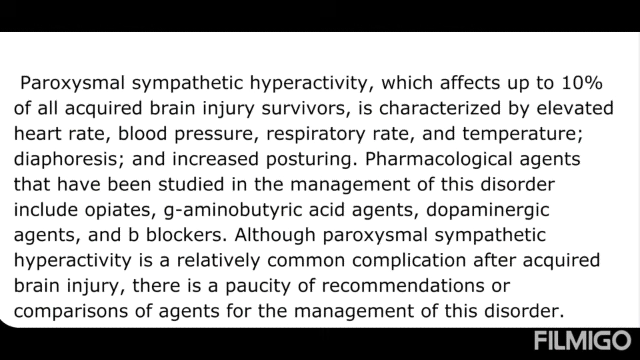 Paroxysmal sympathetic hyperactivity, which affects up to 10%
of all acquired brain injury survivors, is characterized by elevated
heart rate, blood pressure, respiratory rate, and temperature;
diaphoresis; and increased posturing. Pharmacological agents
that have been studied in the management of this disorder
include opiates, g-aminobutyric acid agents, dopaminergic
agents, and b blockers. Although paroxysmal sympathetic
hyperactivity is a relatively common complication after acquired
brain injury, there is a paucity of recommendations or
comparisons of agents for the management of this disorder.
FILMIGO